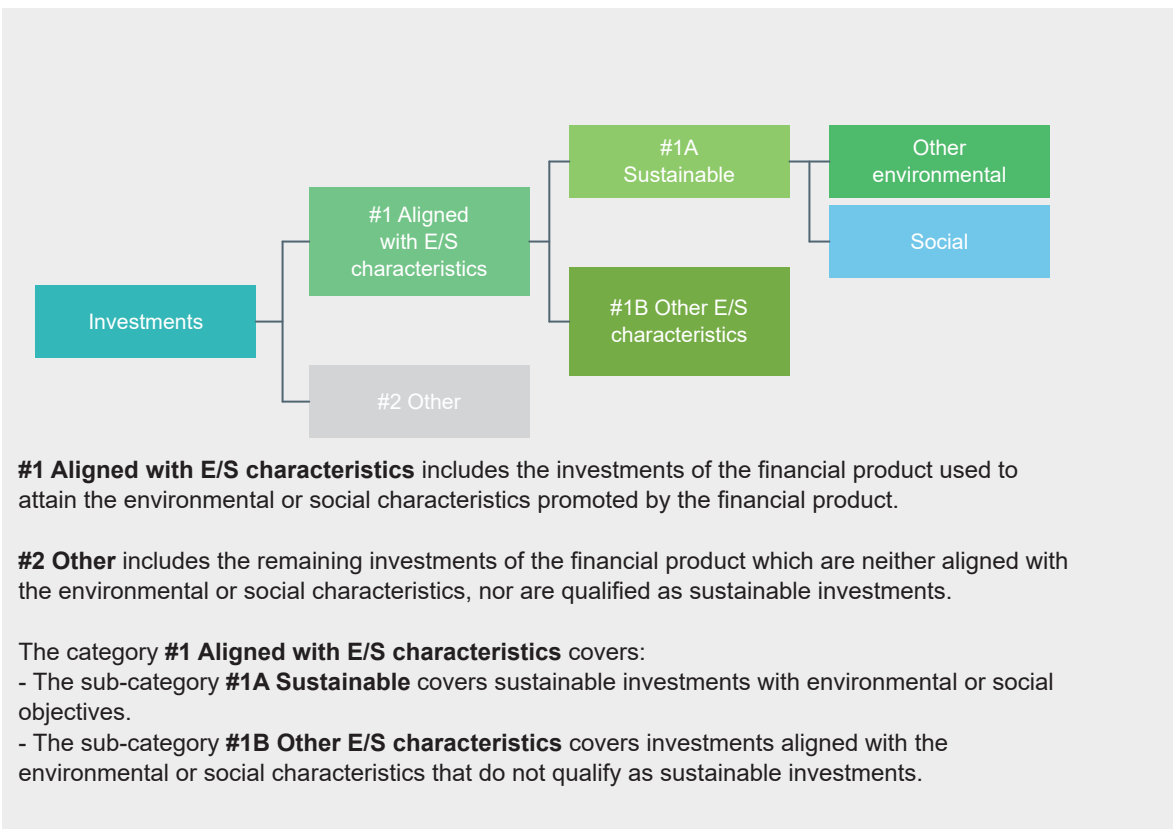 #1A
Sustainable
Other
environmental
#1 Aligned
with E/S
characteristics
Social
Investments
#1B Other E/S
characteristics
#2 Other
#1 Aligned with E/S characteristics includes the investments of the financial product used to
attain the environmental or social characteristics promoted by the financial product.
#2 Other includes the remaining investments of the financial product which are neither aligned with
the environmental or social characteristics, nor are qualified as sustainable investments.
The category #1 Aligned with E/S characteristics covers:
- The sub-category #1A Sustainable covers sustainable investments with environmental or social
objectives.
- The sub-category #1B Other E/S characteristics covers investments aligned with the
environmental or social characteristics that do not qualify as sustainable investments.